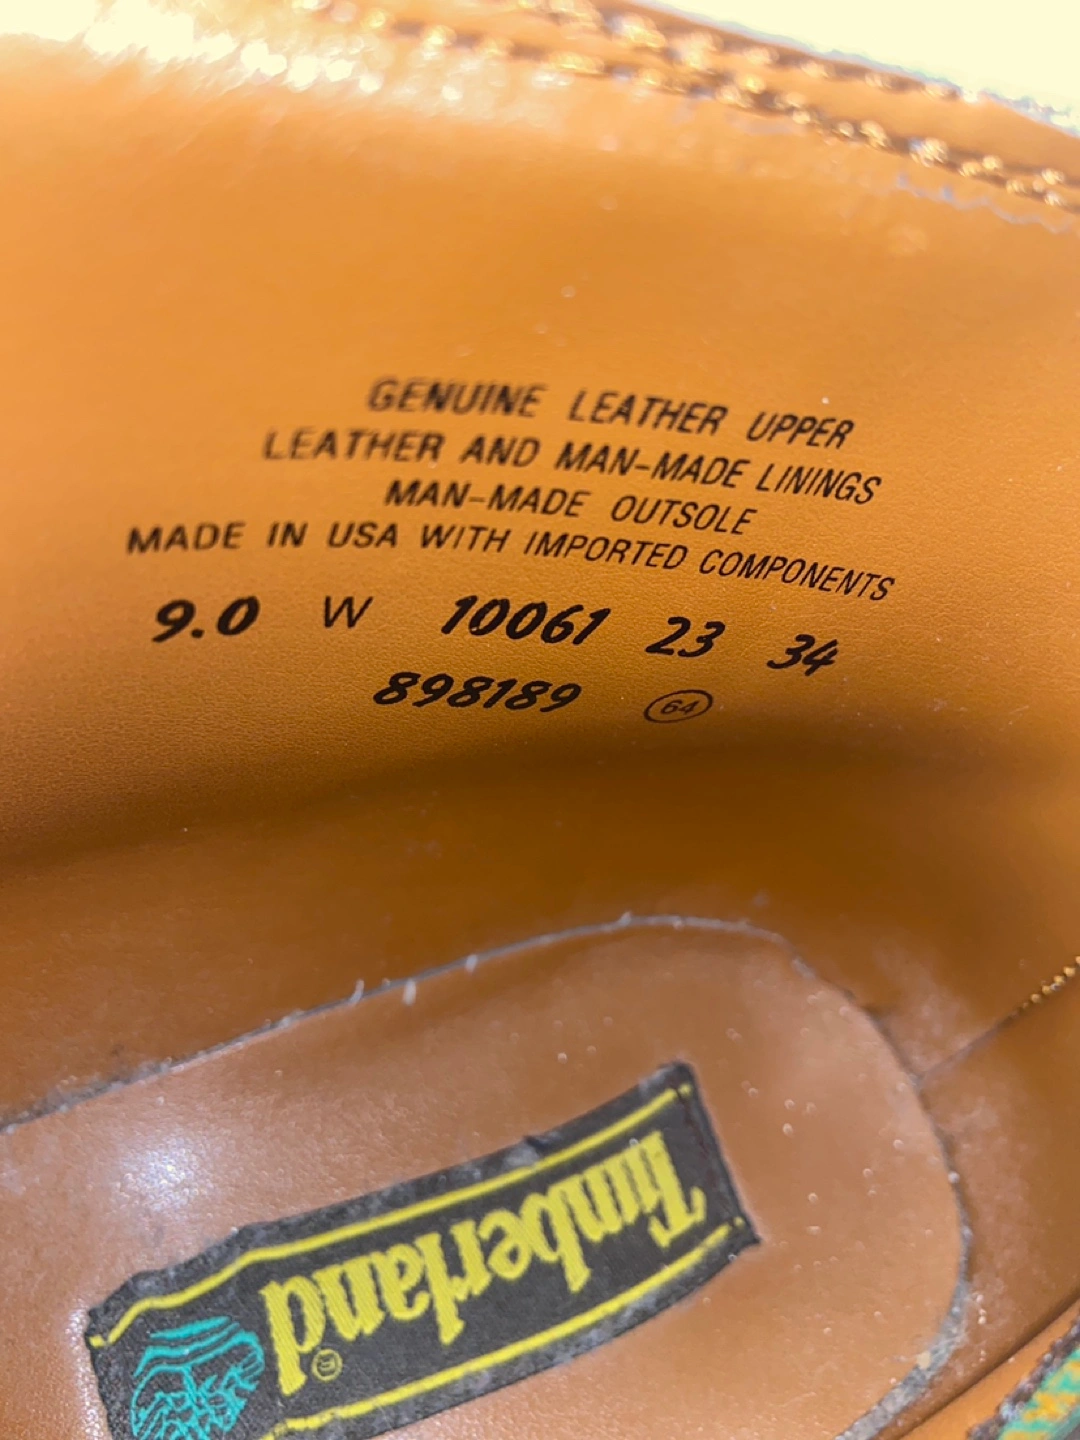 GENUINE LEATHER UPPER
LEATHER AND MAN-MADE LININGS
MAN-MADE OUTSOLE
MADE IN USA WITH IMPORTED COMPONENTS
9.0 W 10061 23 34
898189 64
Timberland ®